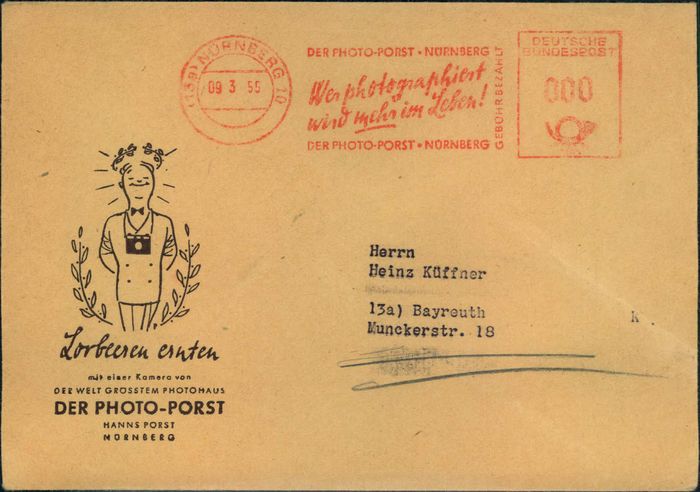 (13a) NÜRNBERG 10
09 3 55
DER PHOTO-PORST • NÜRNBERG
Wer photographiert
wird mehr im Leben!
DER PHOTO-PORST • NÜRNBERG
GEBÜHR BEZAHLT
DEUTSCHE
BUNDESPOST
000
Herrn
Heinz Küffner
13a) Bayreuth
Munckerstr. 18
K.
Lorbeeren ernten
mit einer Kamera von
DER WELT GRÖSSTEM PHOTOHAUS
DER PHOTO-PORST
HANNS PORST
NÜRNBERG